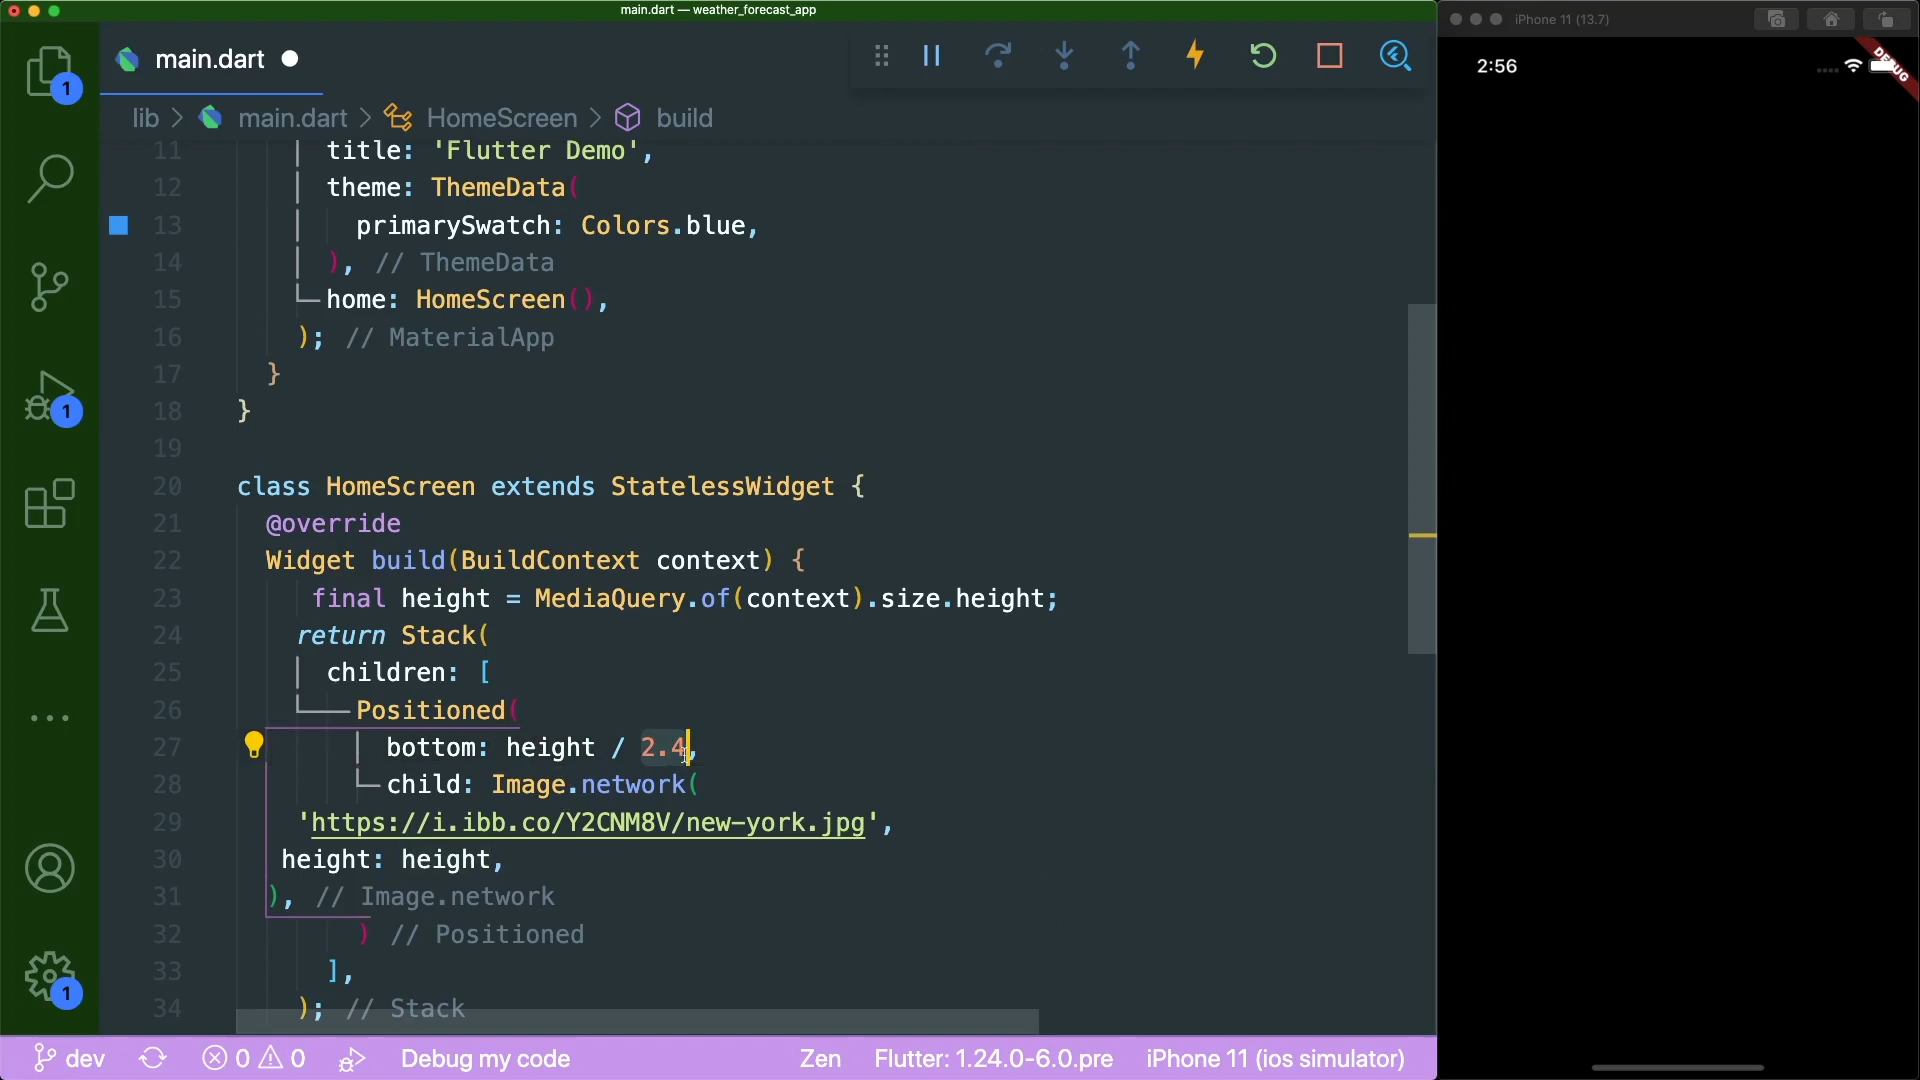 main.dart — weather_forecast_app
iPhone 11 (13.7)
main.dart
2:56
DEBUG
1
lib > main.dart > HomeScreen > build
11 title: 'Flutter Demo',
12 theme: ThemeData(
13 primarySwatch: Colors.blue,
14 ), // ThemeData
15 home: HomeScreen(),
16 ); // MaterialApp
17 }
18 }
1
19
20 class HomeScreen extends StatelessWidget {
21 @override
22 Widget build(BuildContext context) {
23 final height = MediaQuery.of(context).size.height;
24 return Stack(
25 children: [
26 Positioned(
27 bottom: height / 2.4,
28 child: Image.network(
29 'https://i.ibb.co/Y2CNM8V/new-york.jpg',
30 height: height,
31 ), // Image.network
32 ) // Positioned
33 ],
1
34 ); // Stack
dev 0 0 Debug my code Zen Flutter: 1.24.0-6.0.pre iPhone 11 (ios simulator)